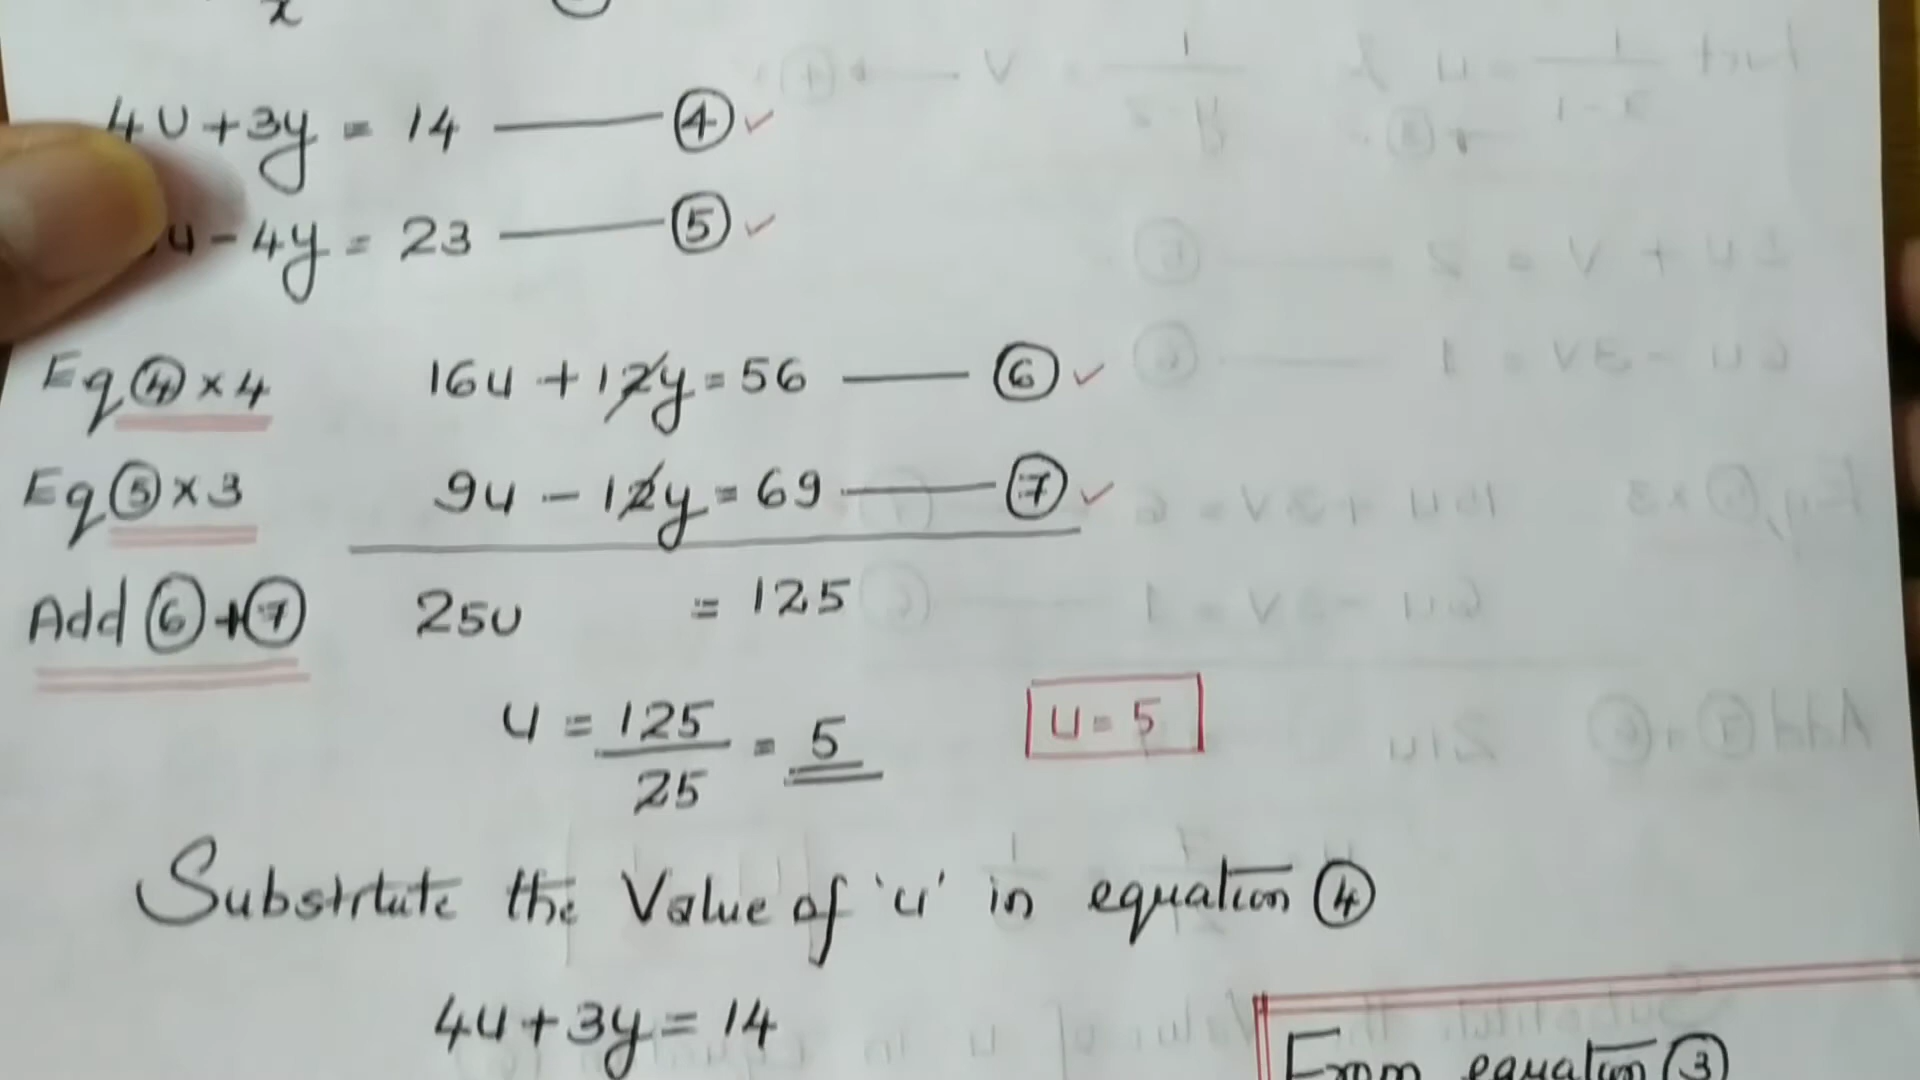 x
4u+3y = 14 —— ④ ✓
u-4y = 23 —— ⑤ ✓
Eq ④ x 4 16u + 12y = 56 —— ⑥ ✓
Eq ⑤ x 3 9u - 12y = 69 —— ⑦ ✓
Add ⑥+⑦ 25u = 125
u = 125/25 = 5 u = 5
Substitute the Value of 'u' in equation ④
4u+3y = 14
From equation ③